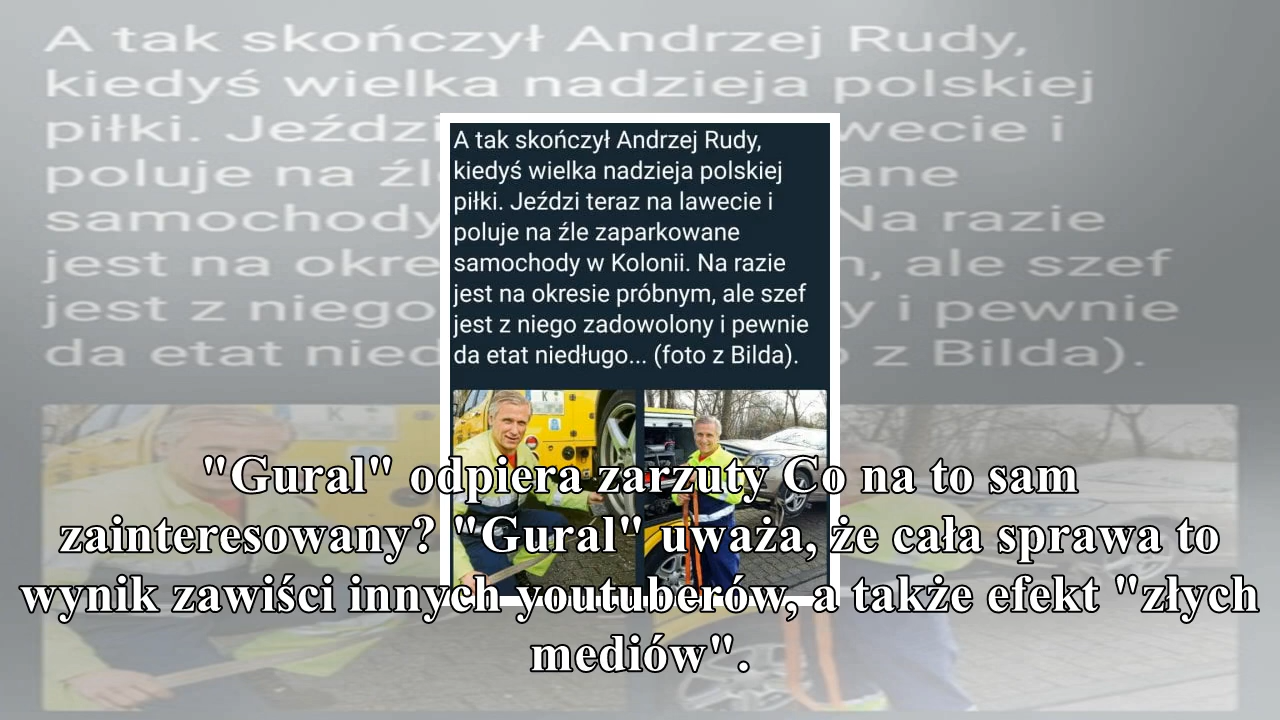 A tak skończył Andrzej Rudy,
kiedyś wielka nadzieja polskiej
piłki. Jeździ teraz na lawecie i
poluje na źle zaparkowane
samochody w Kolonii. Na razie
jest na okresie próbnym, ale szef
jest z niego zadowolony i pewnie
da etat niedługo... (foto z Bilda).
"Gural" odpiera zarzuty Co na to sam
zainteresowany? "Gural" uważa, że cała sprawa to
wynik zawiści innych youtuberów, a także efekt "złych
mediów".